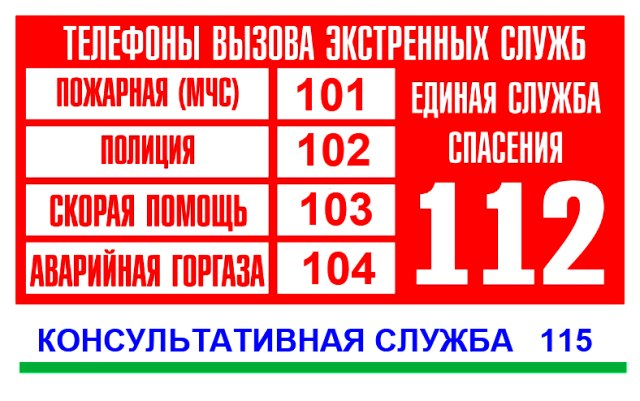 ТЕЛЕФОНЫ ВЫЗОВА ЭКСТРЕННЫХ СЛУЖБ
ПОЖАРНАЯ (МЧС) 101
ПОЛИЦИЯ 102
СКОРАЯ ПОМОЩЬ 103
АВАРИЙНАЯ ГОРГАЗА 104
ЕДИНАЯ СЛУЖБА
СПАСЕНИЯ
112
КОНСУЛЬТАТИВНАЯ СЛУЖБА 115